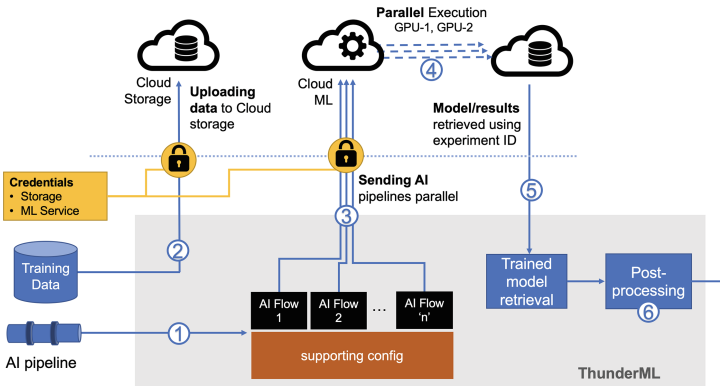 Parallel Execution
GPU-1, GPU-2
4
Cloud
Storage
Uploading
data to Cloud
storage
Cloud
ML
Model/results
retrieved using
experiment ID
Credentials
• Storage
• ML Service
Sending AI
pipelines parallel
5
3
2
Training
Data
Trained
model
retrieval
Post-
processing
6
AI Flow
1
AI Flow
2
...
AI Flow
'n'
1
AI pipeline
supporting config
ThunderML